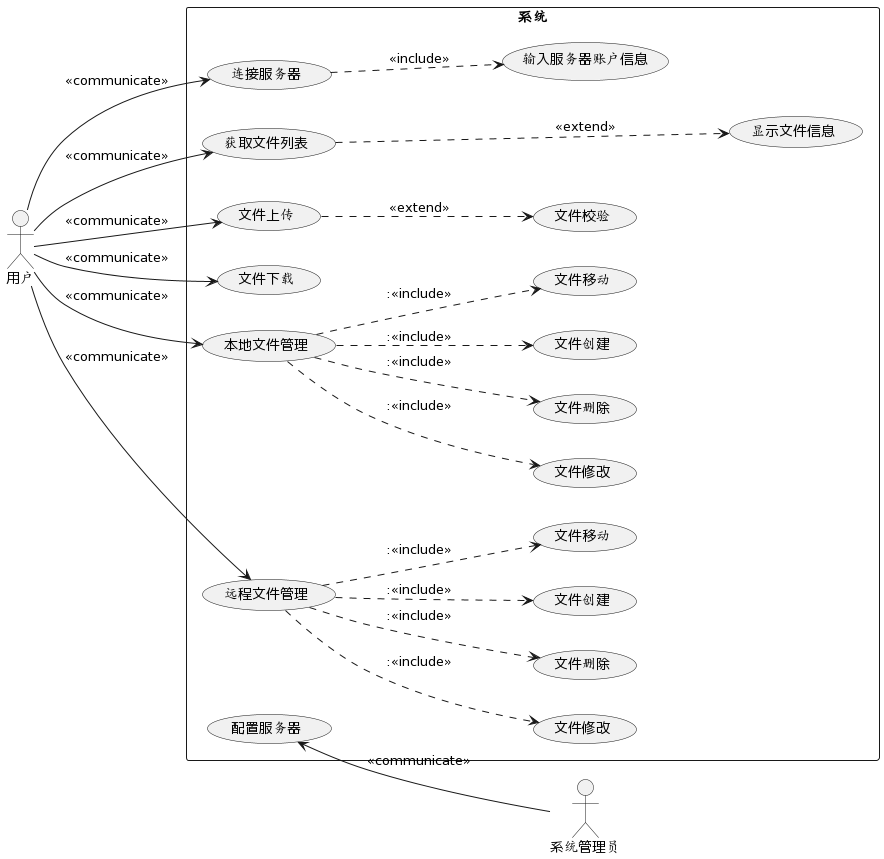 系统
«communicate»
连接服务器
«include»
输入服务器账户信息
«communicate»
获取文件列表
«extend»
显示文件信息
«communicate»
文件上传
«extend»
文件校验
«communicate»
文件下载
用户
«communicate»
本地文件管理
:«include»
文件移动
:«include»
文件创建
:«include»
文件删除
:«include»
文件修改
«communicate»
远程文件管理
:«include»
文件移动
:«include»
文件创建
:«include»
文件删除
:«include»
文件修改
配置服务器
«communicate»
系统管理员